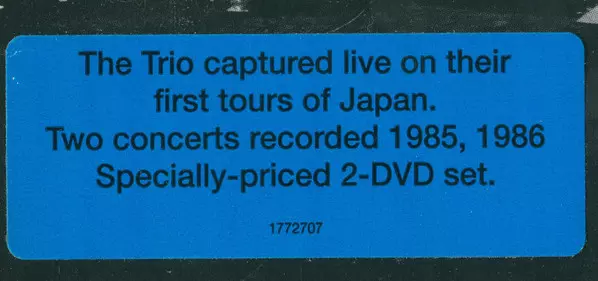 The Trio captured live on their
first tours of Japan.
Two concerts recorded 1985, 1986
Specially-priced 2-DVD set.
1772707